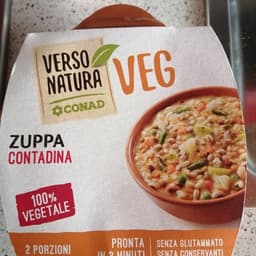 VERSO
NATURA
CONAD
VEG
ZUPPA
CONTADINA
100%
VEGETALE
2 PORZIONI
PRONTA
IN 3 MINUTI
SENZA GLUTAMMATO
SENZA CONSERVANTI